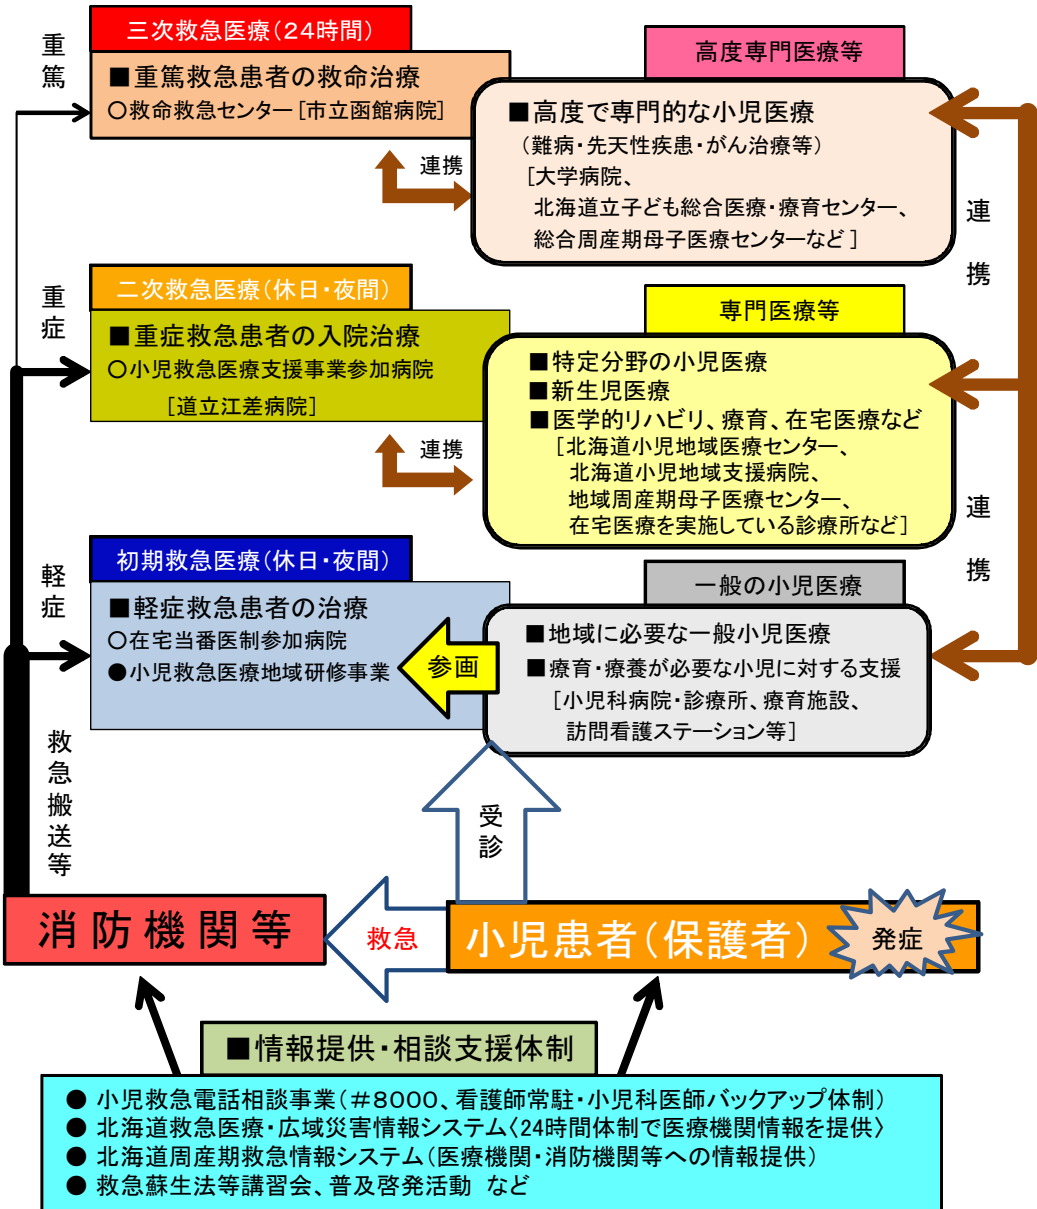 三次救急医療(24時間)
重篤
■重篤救急患者の救命治療
○救命救急センター[市立函館病院]
高度専門医療等
■高度で専門的な小児医療
(難病・先天性疾患・がん治療等)
[大学病院、
北海道立子ども総合医療・療育センター、
総合周産期母子医療センターなど]
連携
連携
二次救急医療(休日・夜間)
重症
■重症救急患者の入院治療
○小児救急医療支援事業参加病院
[道立江差病院]
専門医療等
■特定分野の小児医療
■新生児医療
■医学的リハビリ、療育、在宅医療など
[北海道小児地域医療センター、
北海道小児地域支援病院、
地域周産期母子医療センター、
在宅医療を実施している診療所など]
連携
連携
初期救急医療(休日・夜間)
軽症
■軽症救急患者の治療
○在宅当番医制参加病院
●小児救急医療地域研修事業
参画
一般の小児医療
■地域に必要な一般小児医療
■療育・療養が必要な小児に対する支援
[小児科病院・診療所、療育施設、
訪問看護ステーション等]
救急搬送等
受診
消防機関等
救急
小児患者(保護者)
発症
■情報提供・相談支援体制
● 小児救急電話相談事業(#8000、看護師常駐・小児科医師バックアップ体制)
● 北海道救急医療・広域災害情報システム〈24時間体制で医療機関情報を提供〉
● 北海道周産期救急情報システム(医療機関・消防機関等への情報提供)
● 救急蘇生法等講習会、普及啓発活動 など